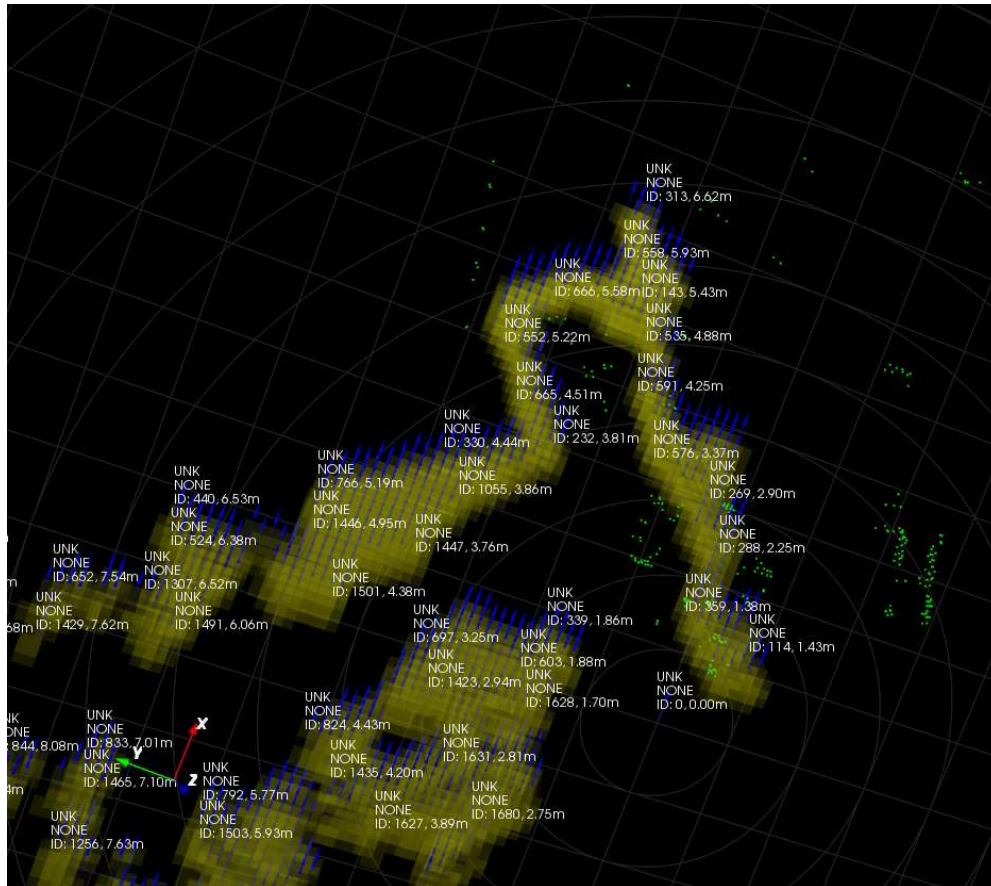 UNK
NONE
ID: 313, 6.62m
UNK
NONE
ID: 558, 5.93m
UNK
NONE
ID: 666, 5.58m
UNK
NONE
ID: 143, 5.43m
UNK
NONE
ID: 552, 5.22m
UNK
NONE
ID: 535, 4.88m
UNK
NONE
ID: 591, 4.25m
UNK
NONE
ID: 665, 4.51m
UNK
NONE
ID: 330, 4.44m
UNK
NONE
ID: 232, 3.81m
UNK
NONE
ID: 576, 3.37m
UNK
NONE
ID: 766, 5.19m
UNK
NONE
ID: 1055, 3.86m
UNK
NONE
ID: 269, 2.90m
UNK
NONE
ID: 440, 6.53m
UNK
NONE
ID: 1446, 4.95m
UNK
NONE
ID: 524, 6.38m
UNK
NONE
ID: 1447, 3.76m
UNK
NONE
ID: 288, 2.25m
UNK
NONE
ID: 652, 7.54m
UNK
NONE
ID: 1307, 6.52m
UNK
NONE
ID: 1501, 4.38m
UNK
NONE
ID: 359, 1.38m
UNK
NONE
ID: 1429, 7.62m
68m
UNK
NONE
ID: 1491, 6.06m
UNK
NONE
ID: 697, 3.25m
UNK
NONE
ID: 339, 1.86m
UNK
NONE
ID: 114, 1.43m
UNK
NONE
ID: 603, 1.88m
UNK
NONE
ID: 1423, 2.94m
UNK
NONE
ID: 1628, 1.70m
UNK
NONE
ID: 0, 0.00m
UNK
NONE
ID: 824, 4.43m
NK
NONE
: 844, 8.08m
UNK
NONE
ID: 833, 7.01m
X
Y
Z
UNK
NONE
ID: 1465, 7.10m
UNK
NONE
ID: 1435, 4.20m
UNK
NONE
ID: 1631, 2.81m
UNK
NONE
ID: 792, 5.77m
4m
UNK
NONE
ID: 1503, 5.93m
UNK
NONE
ID: 1627, 3.89m
UNK
NONE
ID: 1680, 2.75m
UNK
NONE
ID: 1256, 7.63m